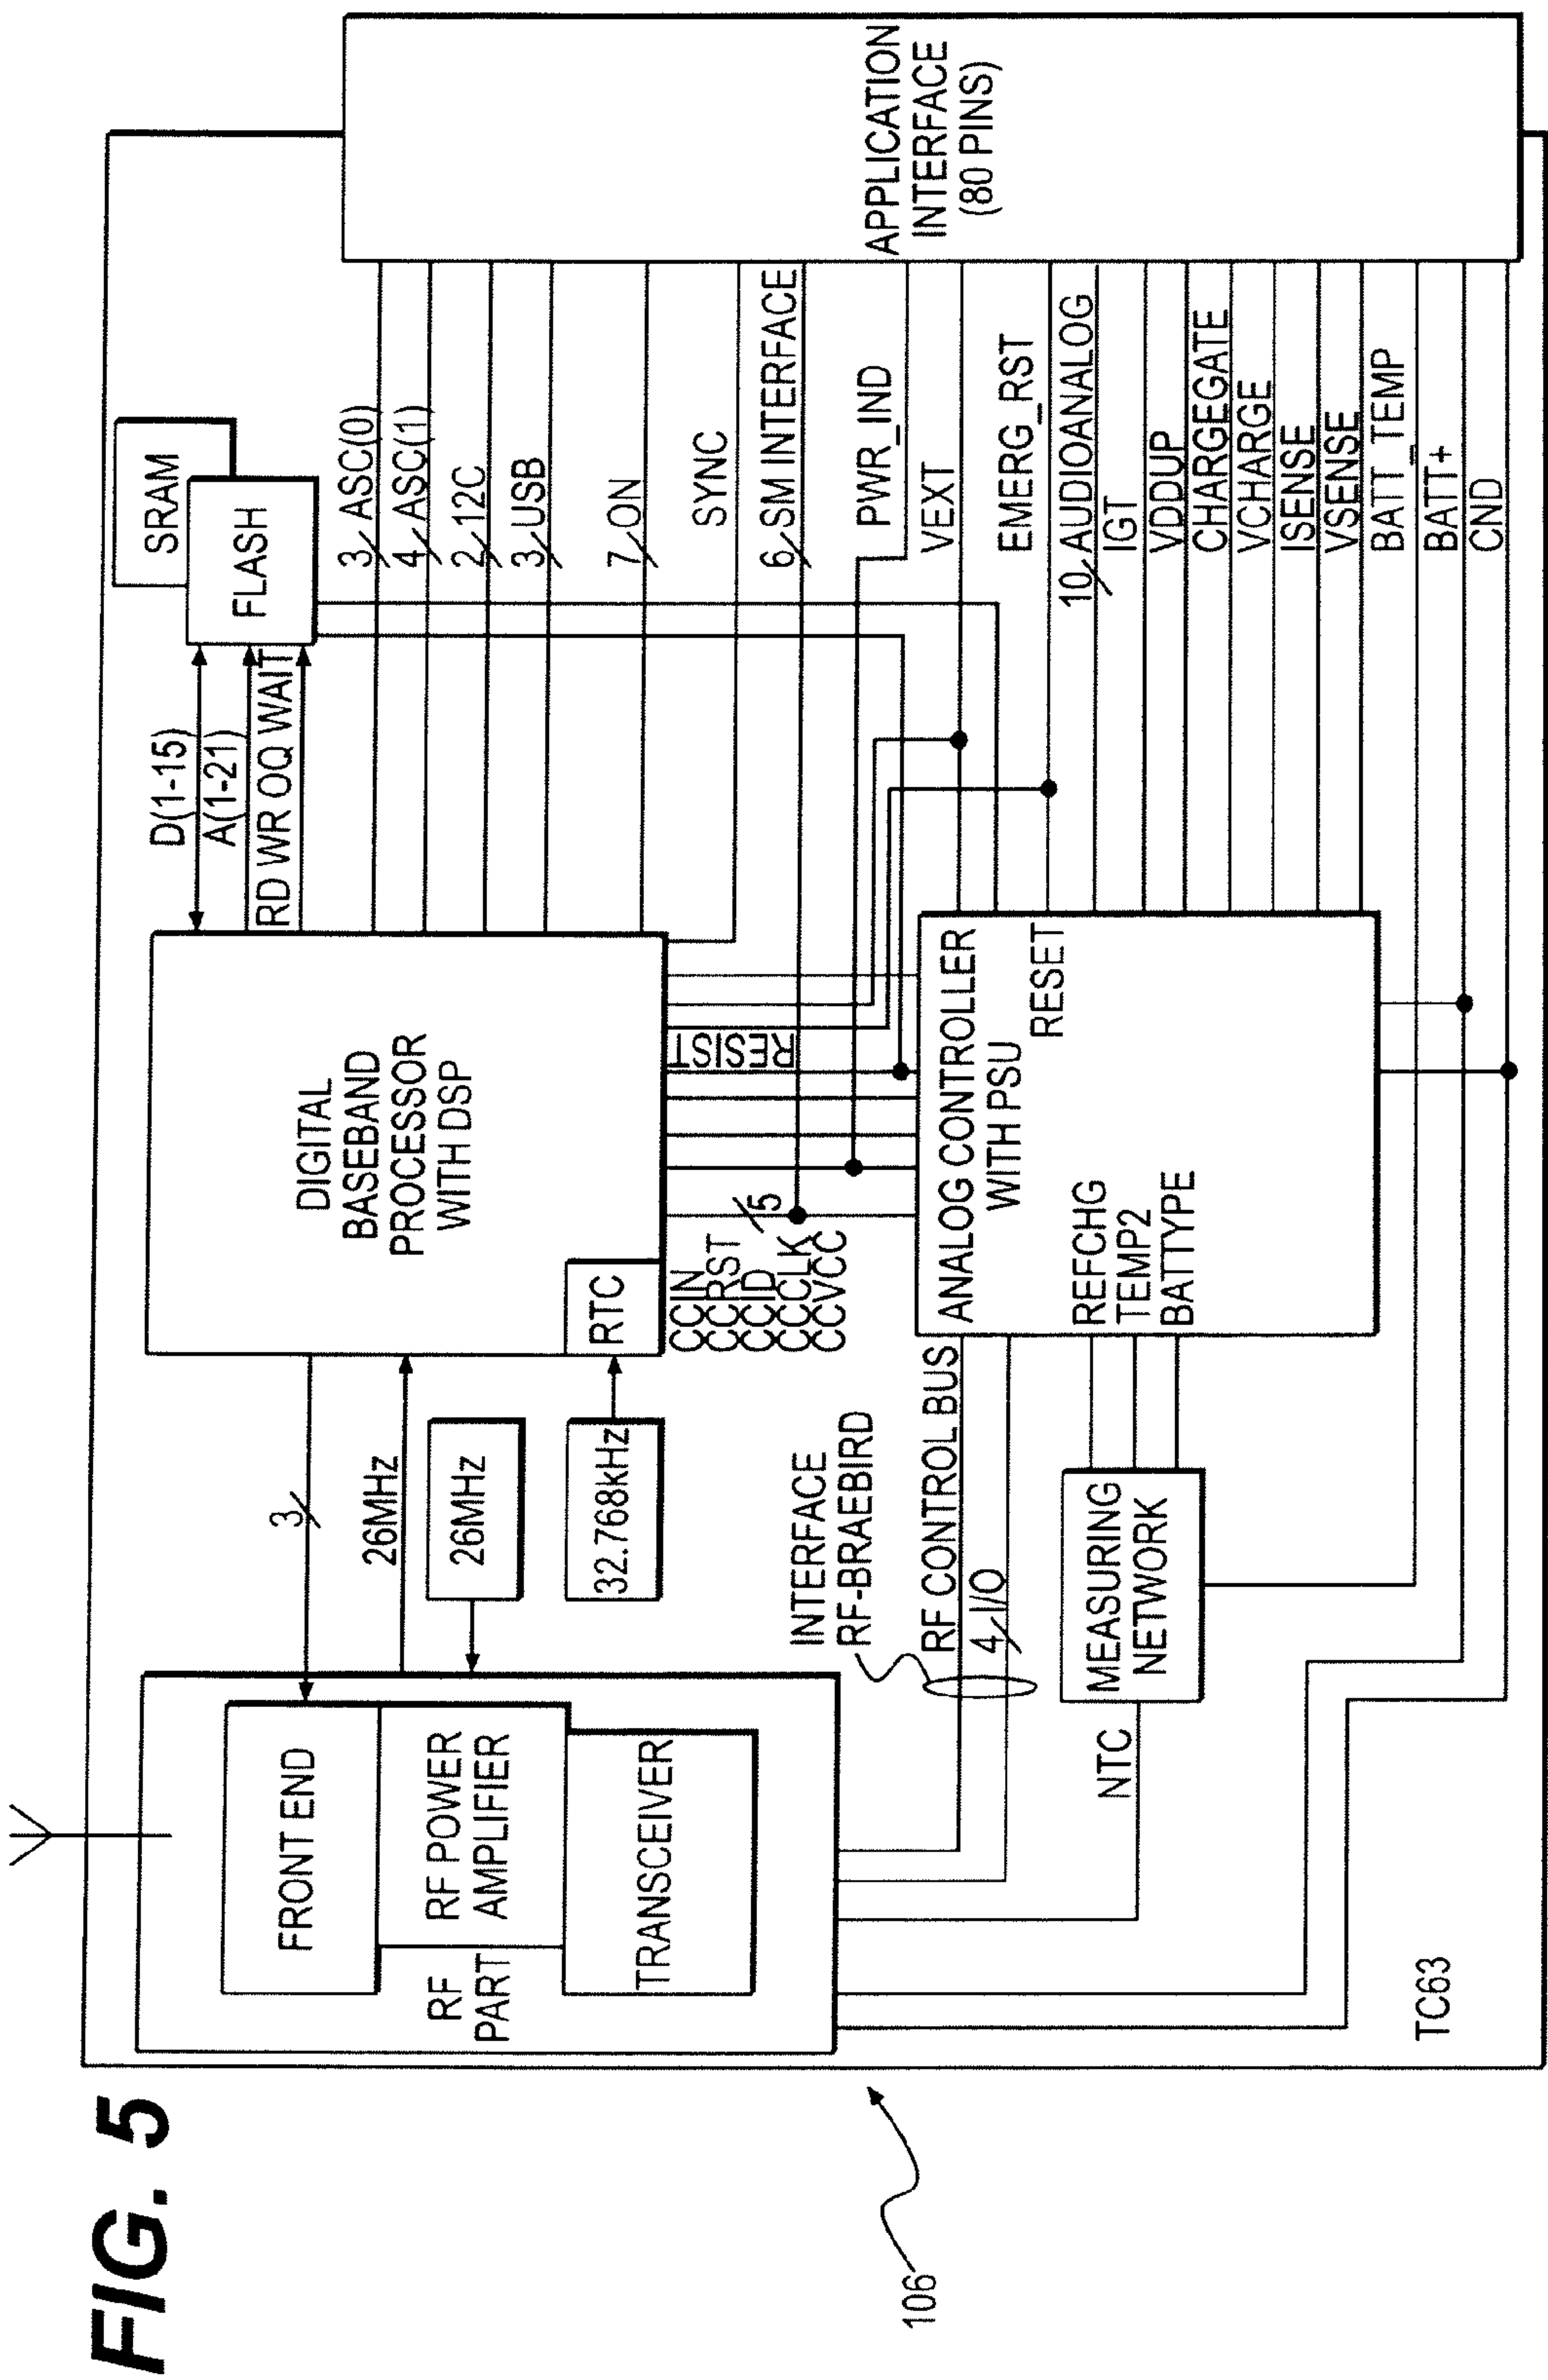 FIG. 5
106
TC63
FRONT END
RF POWER
AMPLIFIER
RF
PART
TRANSCEIVER
3
26MHz
26MHz
32.768kHz
INTERFACE
RF-BRAEBIRD
RF CONTROL BUS
4 I/O
MEASURING
NETWORK
NTC
DIGITAL
BASEBAND
PROCESSOR
WITH DSP
RTC
CCIN
CCRST
CCID
CCCLK
CCVCC
5
RESIST
ANALOG CONTROLLER
WITH PSU
RESET
REFCHG
TEMP2
BATTYPE
D(1-15)
A(1-21)
RD WR OQ WAIT
SRAM
FLASH
3 ASC(0)
4 ASC(1)
2 12C
3 USB
7 ON
SYNC
6 SM INTERFACE
PWR_IND
VEXT
EMERG_RST
10 AUDIOANALOG
IGT
VDDUP
CHARGEGATE
VCHARGE
ISENSE
VSENSE
BATT_TEMP
BATT+
CND
APPLICATION
INTERFACE
(80 PINS)